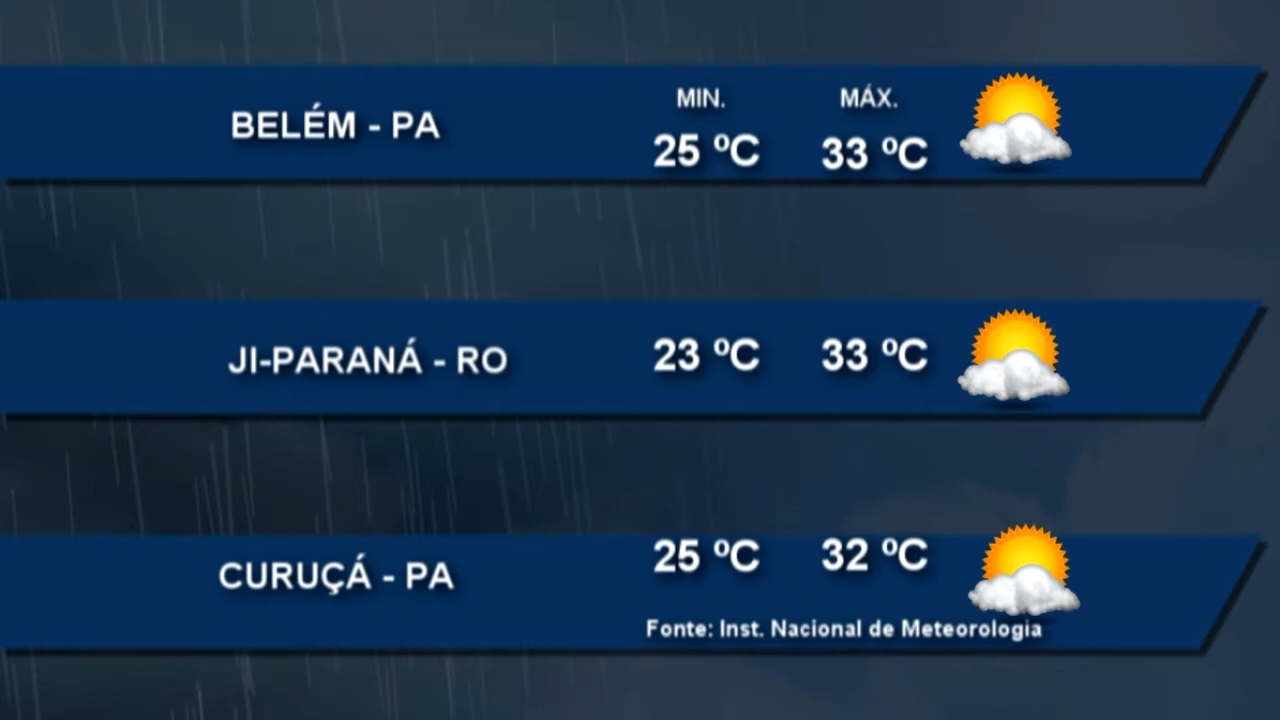 MIN. MÁX.
BELÉM - PA 25 ºC 33 ºC
JI-PARANÁ - RO 23 ºC 33 ºC
CURUÇÁ - PA 25 ºC 32 ºC
Fonte: Inst. Nacional de Meteorologia